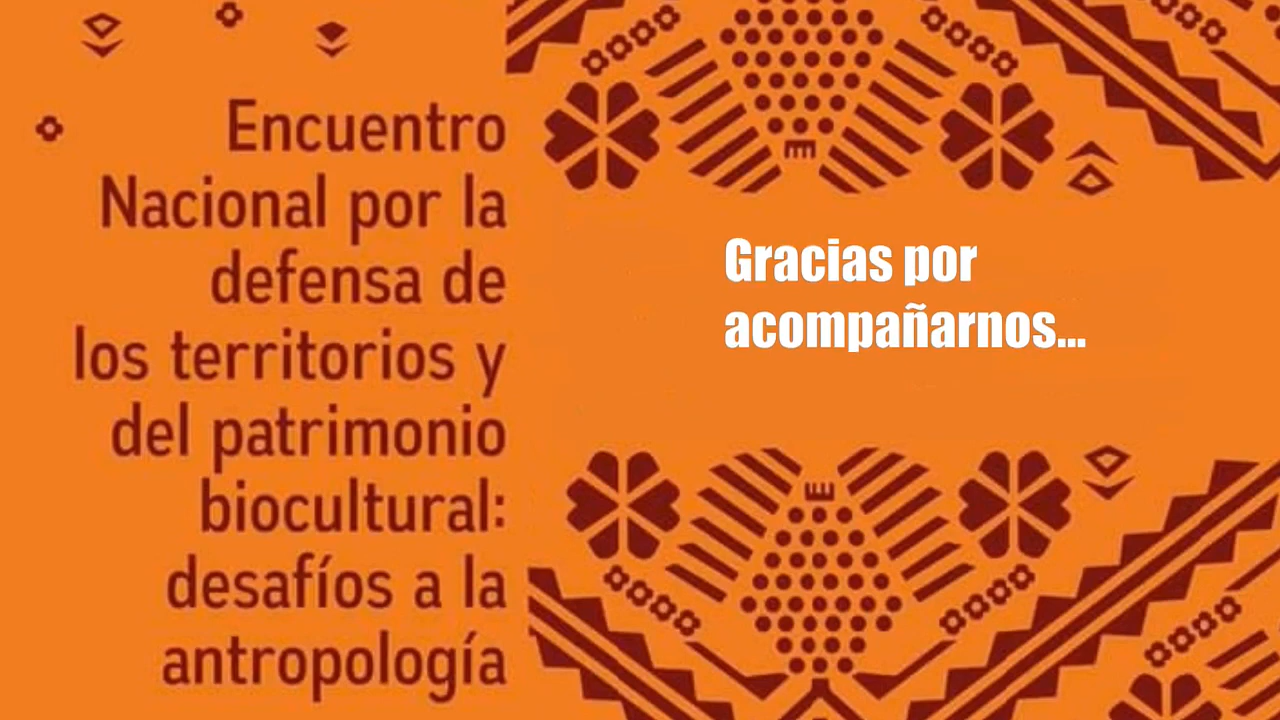 Encuentro
Nacional por la
defensa de
los territorios y
del patrimonio
biocultural:
desafíos a la
antropología
Gracias por
acompañarnos...